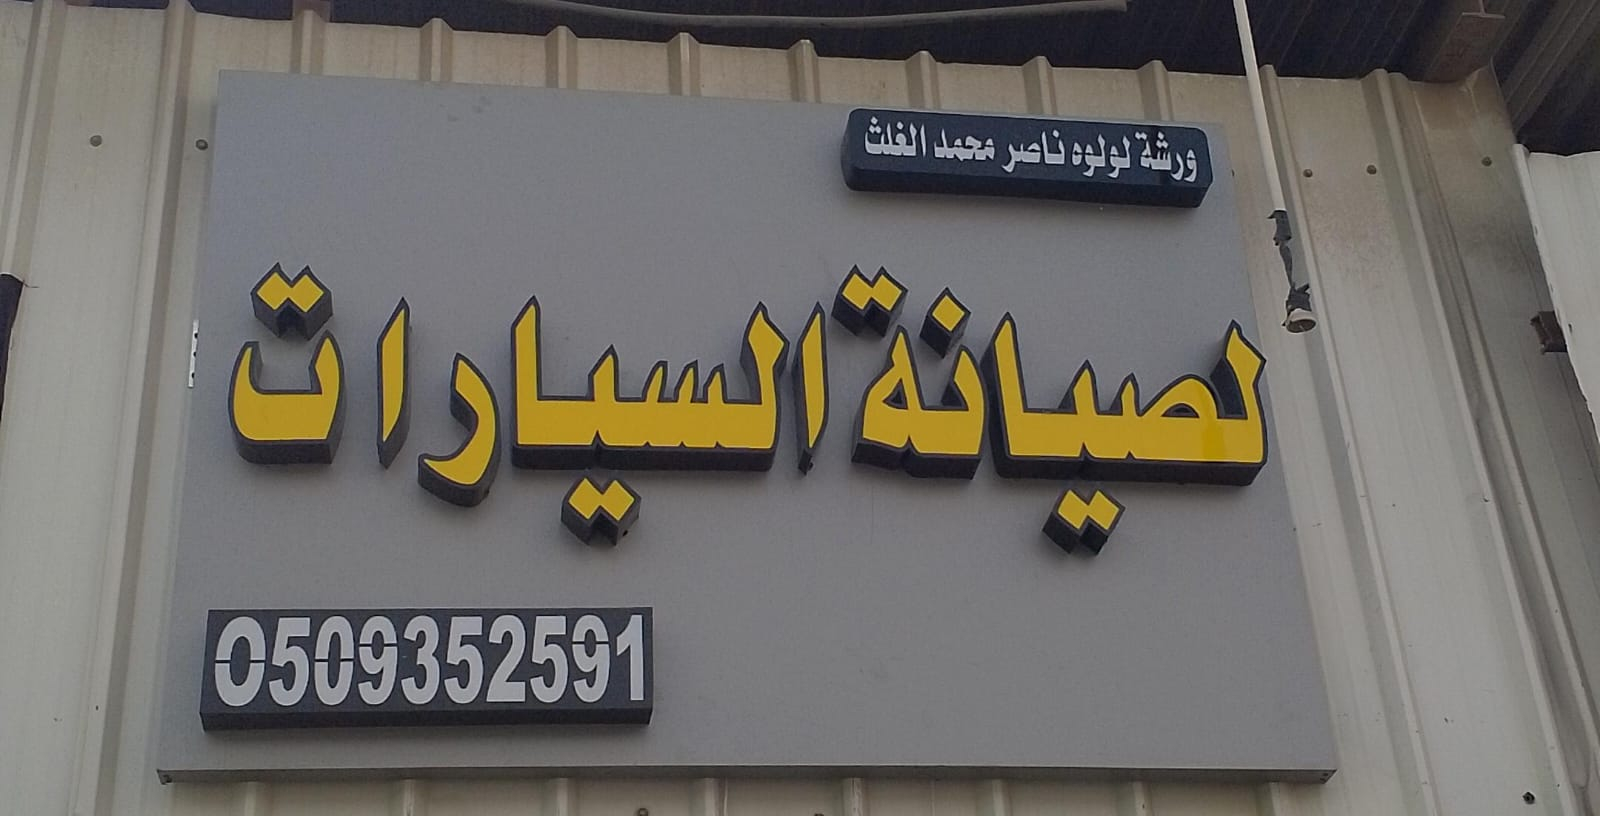 ورشة لولوه ناصر محمد الغلث
لصيانة السيارات
0509352591